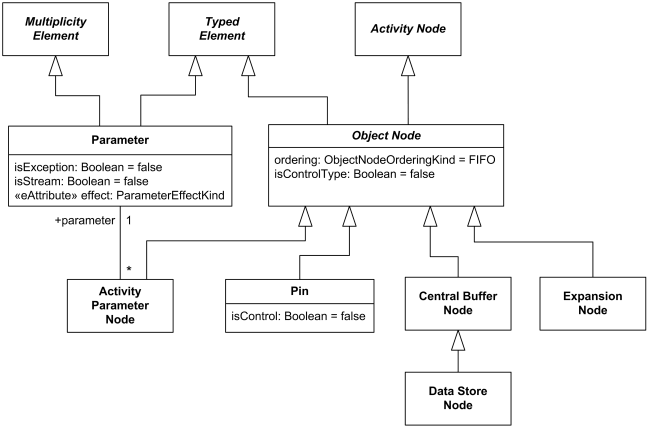 Multiplicity
Element
Typed
Element
Activity Node
Parameter
isException: Boolean = false
isStream: Boolean = false
«eAttribute» effect: ParameterEffectKind
Object Node
ordering: ObjectNodeOrderingKind = FIFO
isControlType: Boolean = false
+parameter 1
*
Activity
Parameter
Node
Pin
isControl: Boolean = false
Central Buffer
Node
Expansion
Node
Data Store
Node